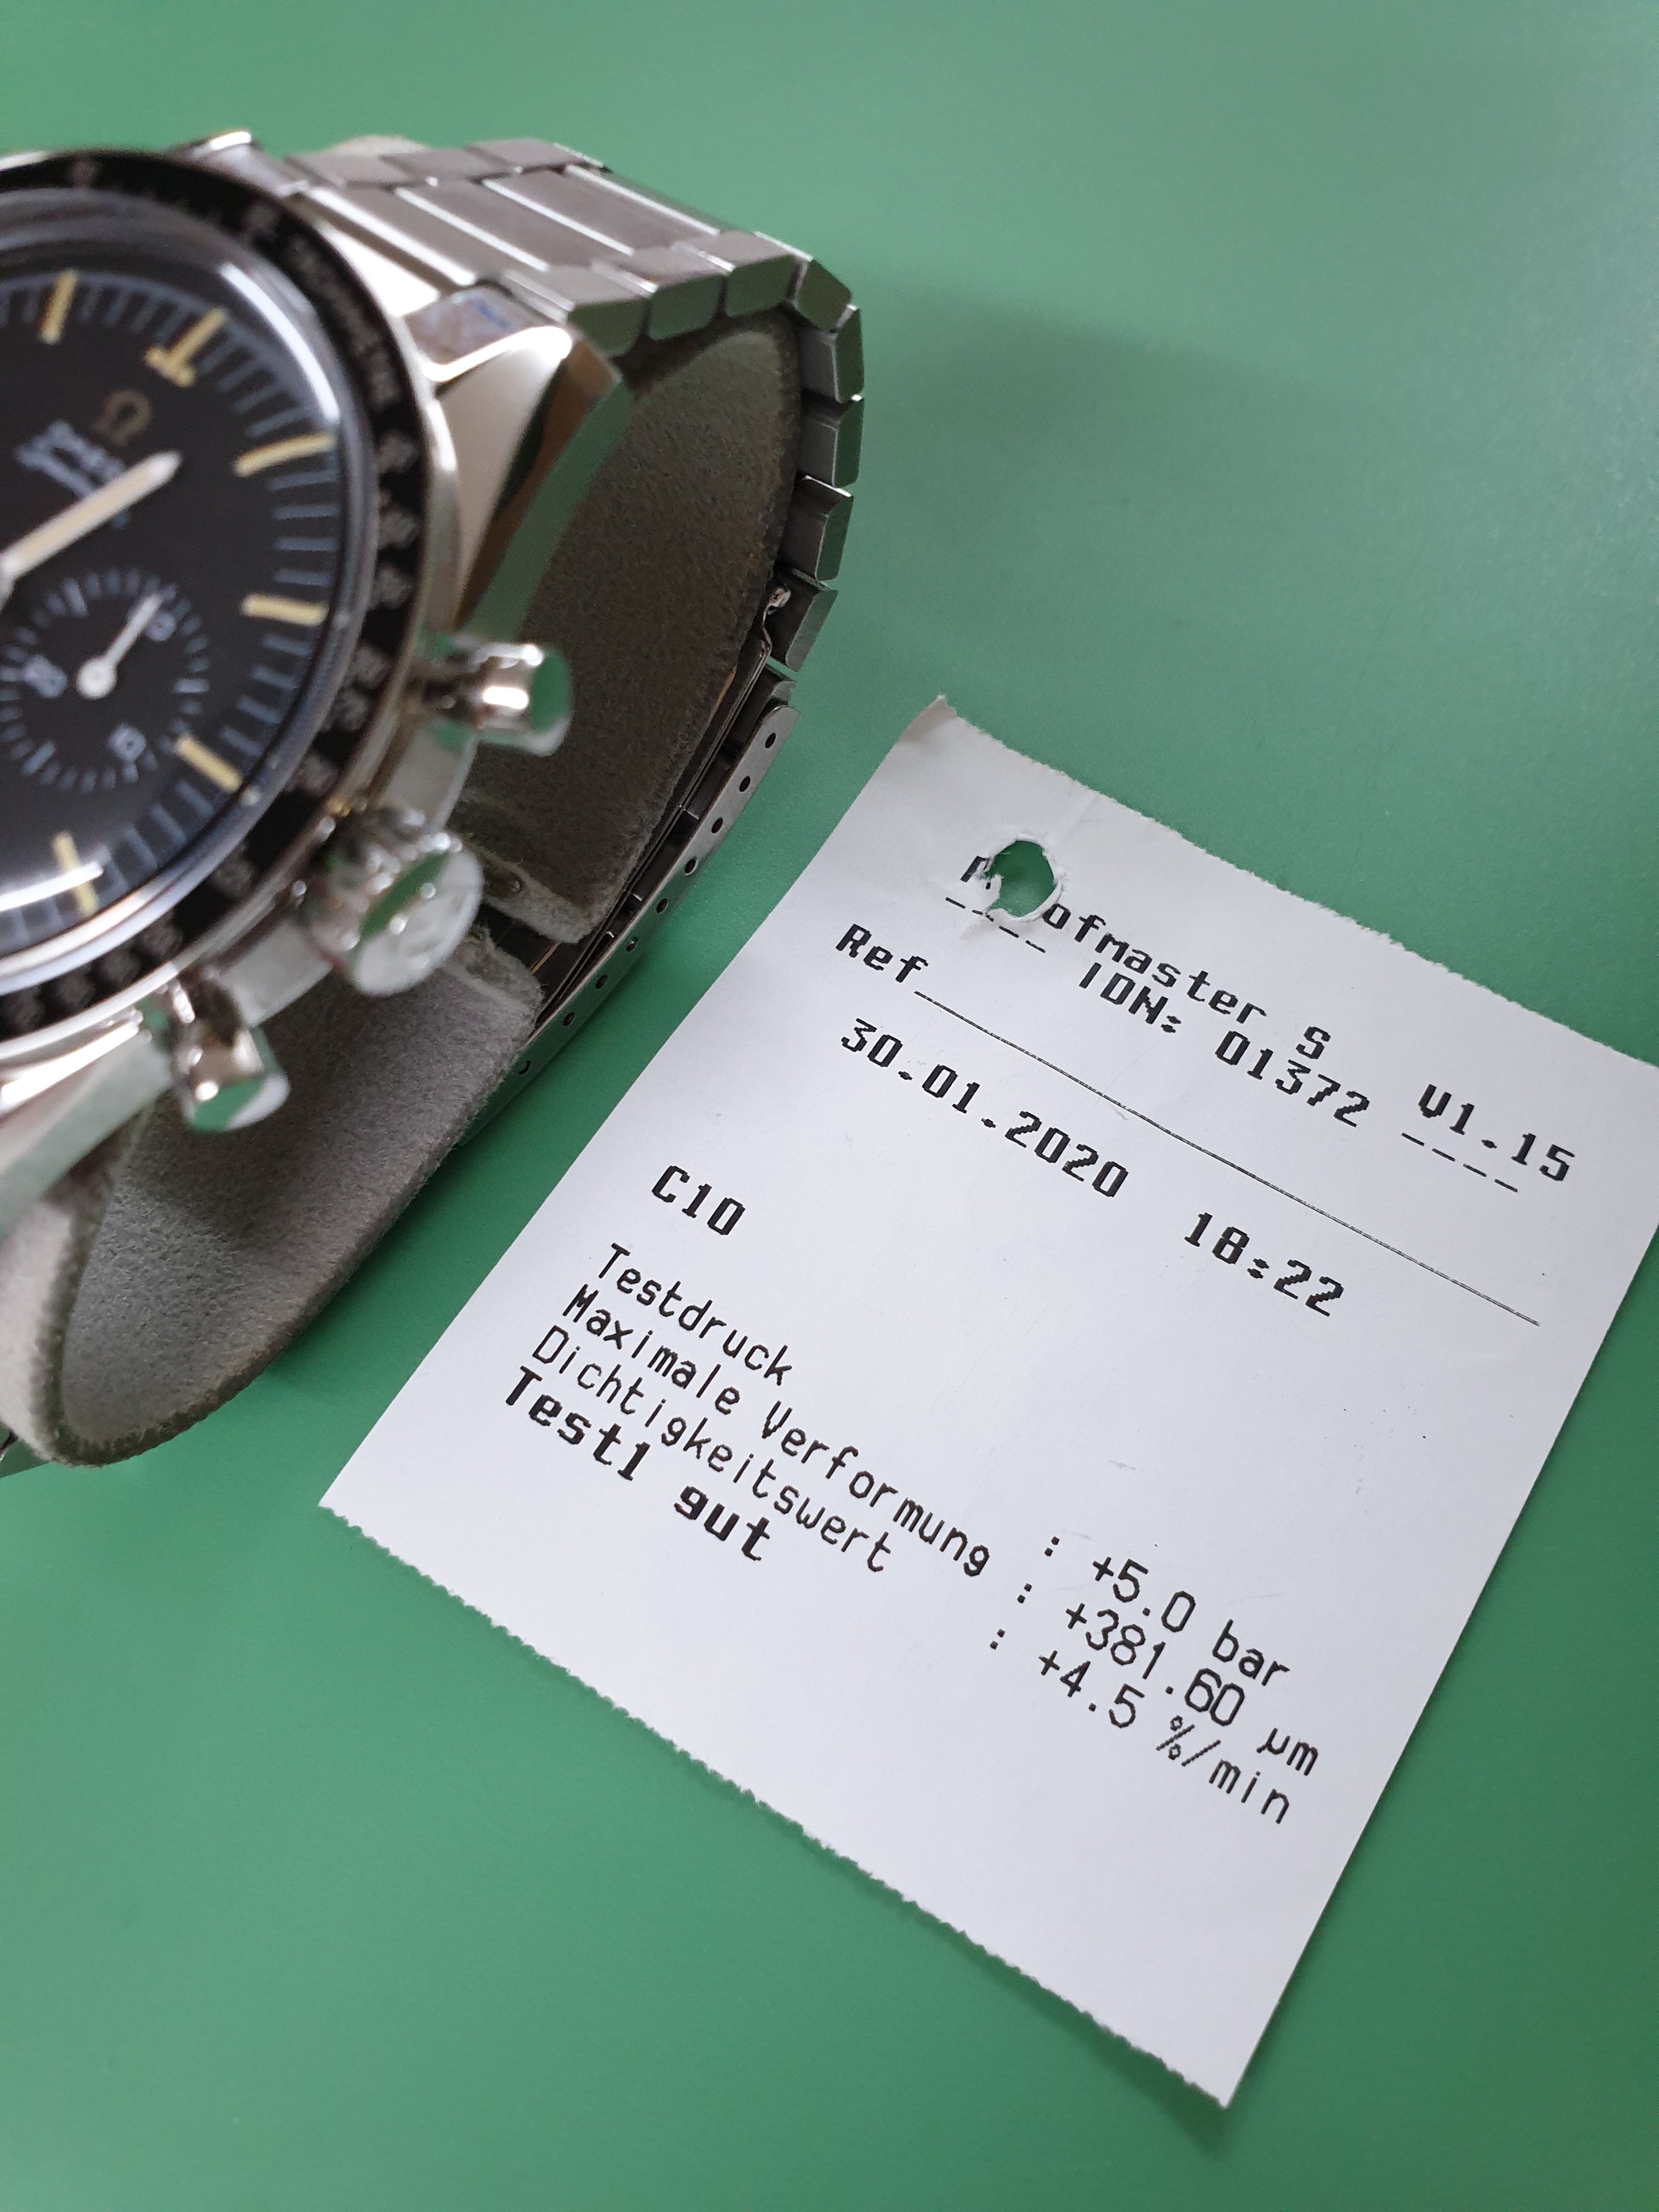 ofmaster S V1.15
IDN: 01372
Ref
30.01.2020 18:22
C10
Testdruck : +5.0 bar
Maximale Verformung : +381.60 µm
Dichtigkeitswert : +4.5 %/min
Test1 gut